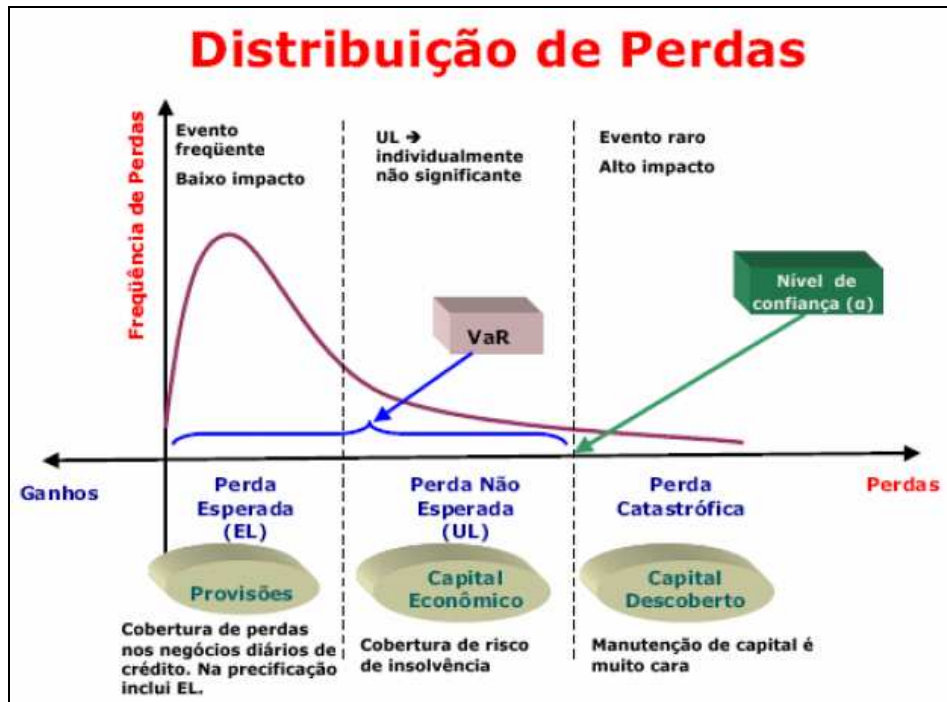 Distribuição de Perdas
Freqüência de Perdas
Evento
freqüente
Baixo impacto
UL ➔
individualmente
não significante
Evento raro
Alto impacto
VaR
Nível de
confiança (α)
Ganhos
Perdas
Perda
Esperada
(EL)
Perda Não
Esperada
(UL)
Perda
Catastrófica
Provisões
Capital
Econômico
Capital
Descoberto
Cobertura de perdas
nos negócios diários de
crédito. Na precificação
inclui EL.
Cobertura de risco
de insolvência
Manutenção de capital é
muito cara